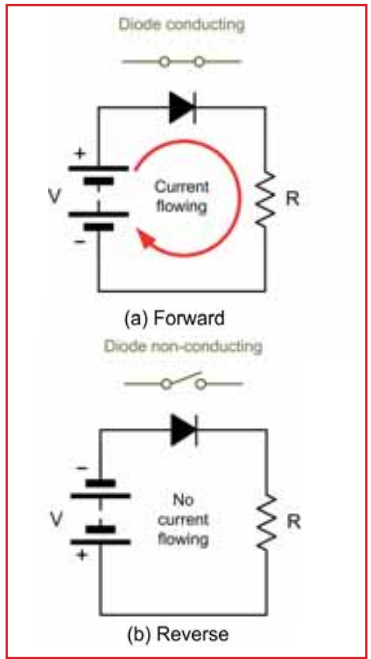 Diode conducting
+
V
Current
flowing
R
−
(a) Forward
Diode non-conducting
−
V
No
current
flowing
R
+
(b) Reverse